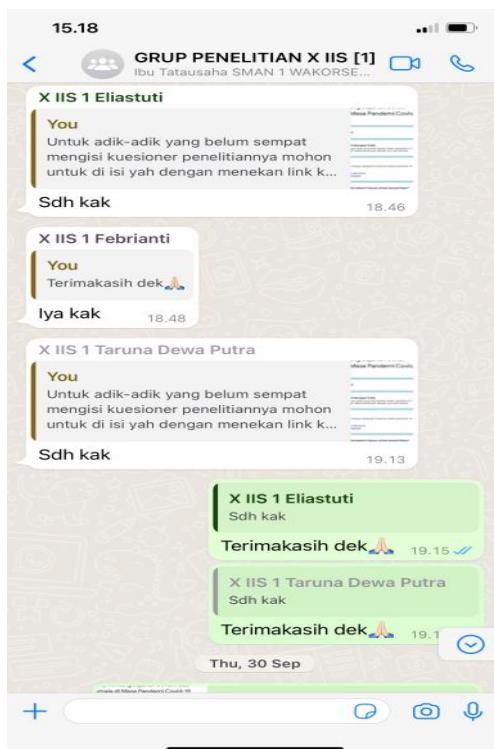 15.18
GRUP PENELITIAN X IIS [1]
Ibu Tatausaha SMAN 1 WAKORSE...
X IIS 1 Eliastuti
You
Untuk adik-adik yang belum sempat
mengisi kuesioner penelitiannya mohon
untuk di isi yah dengan menekan link k...
Sdh kak
18.46
X IIS 1 Febrianti
You
Terimakasih dek🙏🏻
Iya kak
18.48
X IIS 1 Taruna Dewa Putra
You
Untuk adik-adik yang belum sempat
mengisi kuesioner penelitiannya mohon
untuk di isi yah dengan menekan link k...
Sdh kak
19.13
X IIS 1 Eliastuti
Sdh kak
Terimakasih dek🙏🏻 19.15
X IIS 1 Taruna Dewa Putra
Sdh kak
Terimakasih dek🙏🏻
Thu, 30 Sep